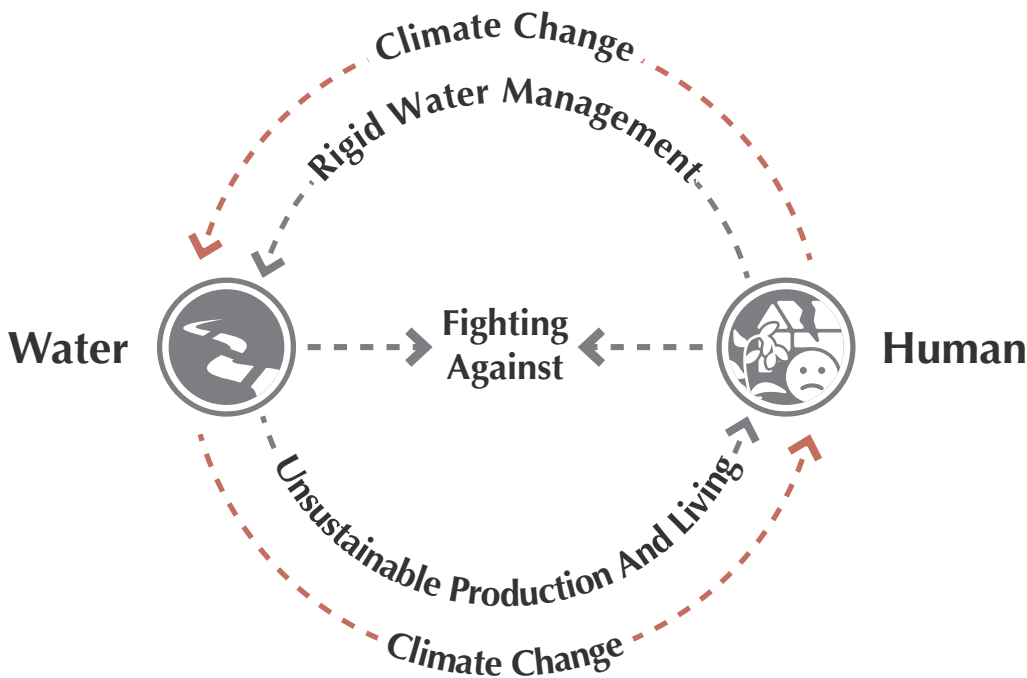 Climate Change
Rigid Water Management
Water
Fighting
Against
Human
Unsustainable Production And Living
Climate Change